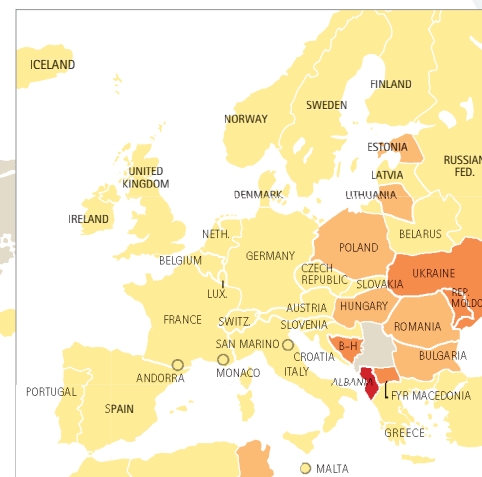 ICELAND
FINLAND
SWEDEN
NORWAY
ESTONIA
RUSSIAN
FED.
LATVIA
UNITED
KINGDOM
DENMARK
LITHUANIA
IRELAND
NETH.
BELARUS
POLAND
BELGIUM
GERMANY
CZECH
REPUBLIC
UKRAINE
SLOVAKIA
LUX.
REP.
MOLDO
AUSTRIA
HUNGARY
FRANCE
SWITZ.
SLOVENIA
ROMANIA
SAN MARINO
B-H
CROATIA
BULGARIA
ANDORRA
MONACO
ITALY
ALBANIA
PORTUGAL
SPAIN
FYR MACEDONIA
GREECE
MALTA